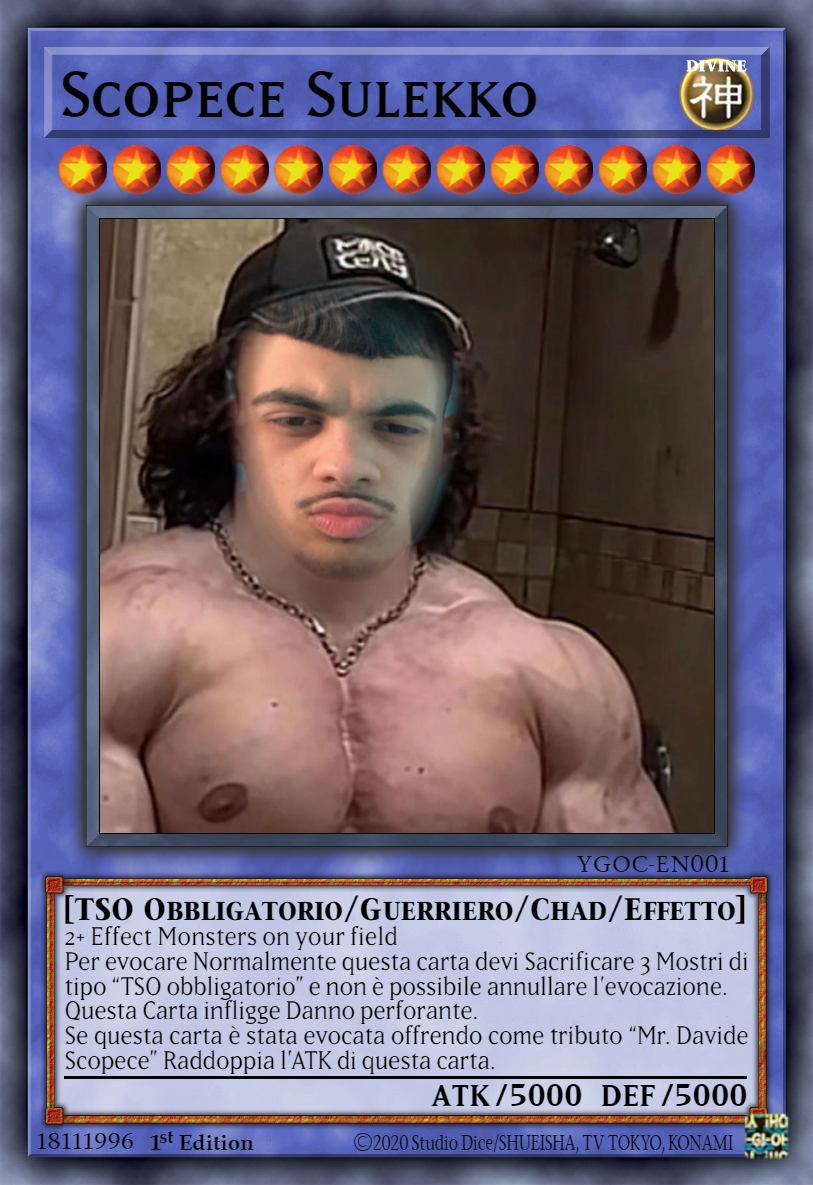 Scopece Sulekko
DIVINE
神
YGOC-EN001
[TSO Obbligatorio/Guerriero/Chad/Effetto]
2+ Effect Monsters on your field
Per evocare Normalmente questa carta devi Sacrificare 3 Mostri di
tipo “TSO obbligatorio” e non è possibile annullare l’evocazione.
Questa Carta infligge Danno perforante.
Se questa carta è stata evocata offrendo come tributo “Mr. Davide
Scopece” Raddoppia l’ATK di questa carta.
ATK/5000 DEF/5000
18111996 1st Edition ©2020 Studio Dice/SHUEISHA, TV TOKYO, KONAMI